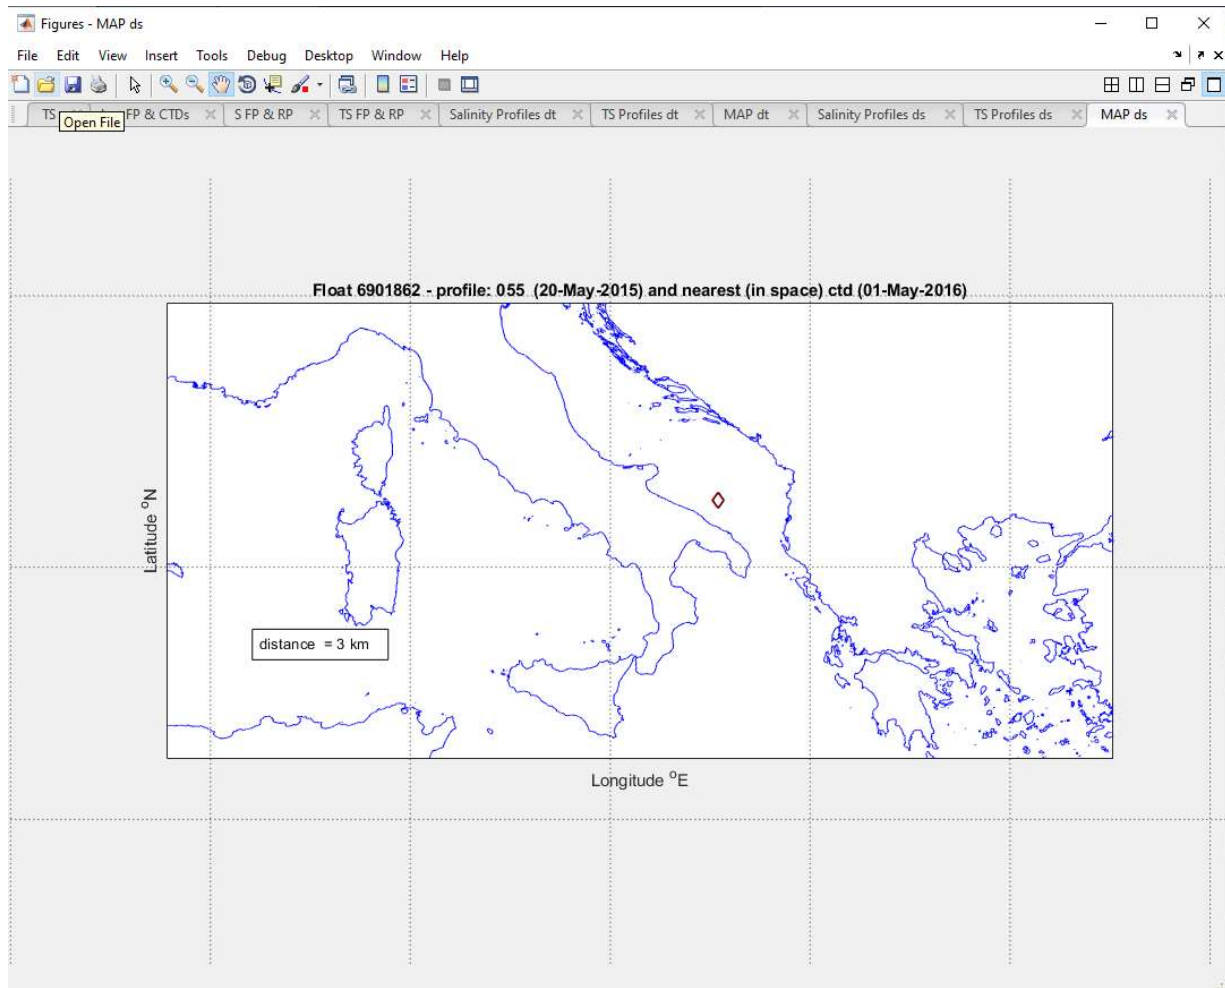 Figures - MAP ds
File Edit View Insert Tools Debug Desktop Window Help
TS FP & CTDs S FP & RP TS FP & RP Salinity Profiles dt TS Profiles dt MAP dt Salinity Profiles ds TS Profiles ds MAP ds
Open File
Float 6901862 - profile: 055 (20-May-2015) and nearest (in space) ctd (01-May-2016)
Latitude °N
distance = 3 km
Longitude °E